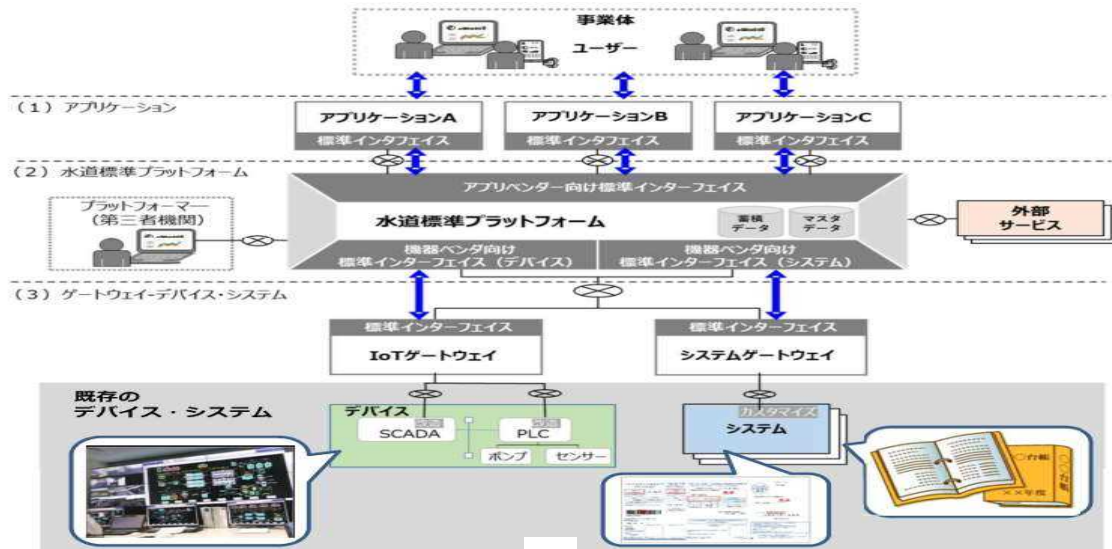 事業体
ユーザー
(1) アプリケーション
アプリケーションA
アプリケーションB
アプリケーションC
標準インタフェイス
標準インタフェイス
標準インタフェイス
(2) 水道標準プラットフォーム
アプリベンダー向け標準インターフェイス
プラットフォーマー
(第三者機関)
水道標準プラットフォーム
蓄積
データ
マスタ
データ
外部
サービス
機器ベンダ向け
標準インターフェイス(デバイス)
機器ベンダ向け
標準インターフェイス(システム)
(3) ゲートウェイ-デバイス・システム
標準インターフェイス
IoTゲートウェイ
標準インターフェイス
システムゲートウェイ
既存の
デバイス・システム
デバイス
SCADA
PLC
ポンプ
センサー
カスタマイズ
システム
〇台帳
〇〇台帳
××年度